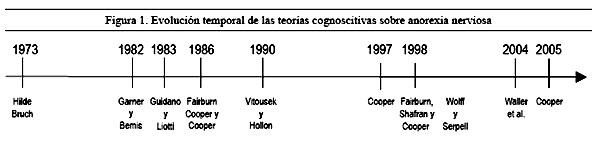 Figura 1. Evolución temporal de las teorías cognoscitivas sobre anorexia nerviosa
1973 1982 1983 1986 1990 1997 1998 2004 2005
Hilde Garner Guidano Fairburn Vitousek Cooper Fairburn, Wolff Waller Cooper
Bruch y y Cooper y y Shafran y y et al.
Bemis Liotti Cooper Hollon Cooper Serpell